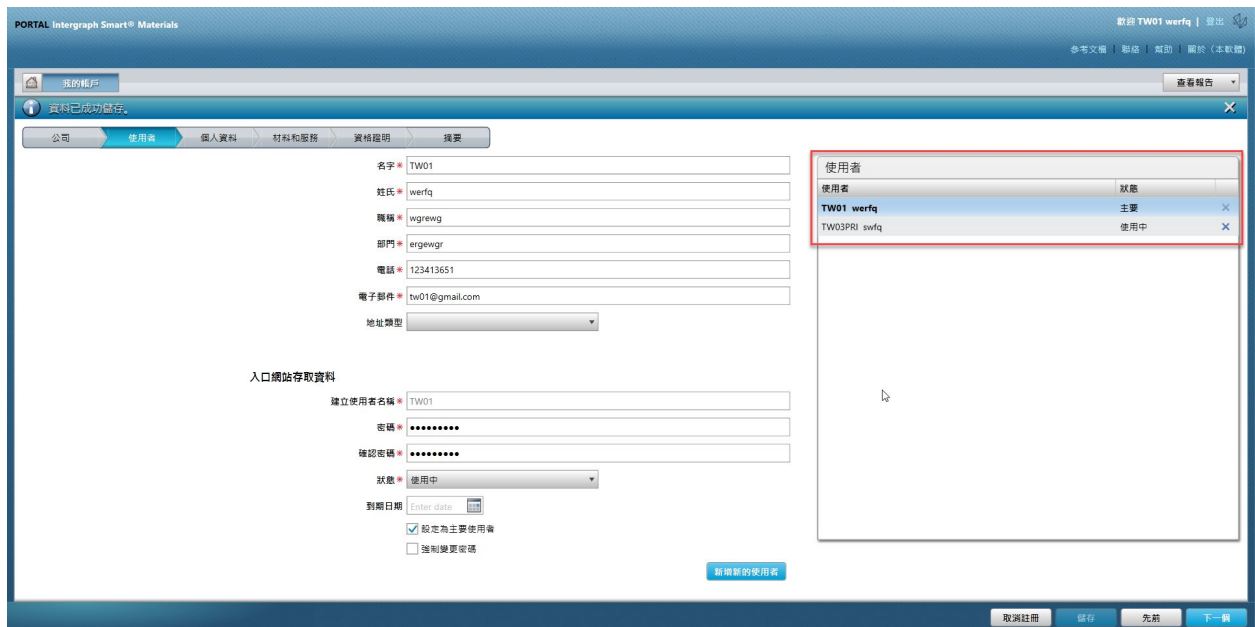 PORTAL Intergraph Smart® Materials
歡迎 TW01 werfq | 登出
參考文檔 | 聯絡 | 幫助 | 關於（本軟體）
我的帳戶
查看報告
資料已成功儲存。
公司
使用者
個人資料
材料和服務
資格證明
摘要
名字* TW01
姓氏* werfq
職稱* wgrewg
部門* ergewgr
電話* 123413651
電子郵件* tw01@gmail.com
地址類型
入口網站存取資料
建立使用者名稱* TW01
密碼* •••••••••
確認密碼* •••••••••
狀態* 使用中
到期日期 Enter date
設定為主要使用者
強制變更密碼
新增新的使用者
使用者
使用者 狀態
TW01 werfq 主要
TW03PRI swfq 使用中
取消註冊
儲存
先前
下一個